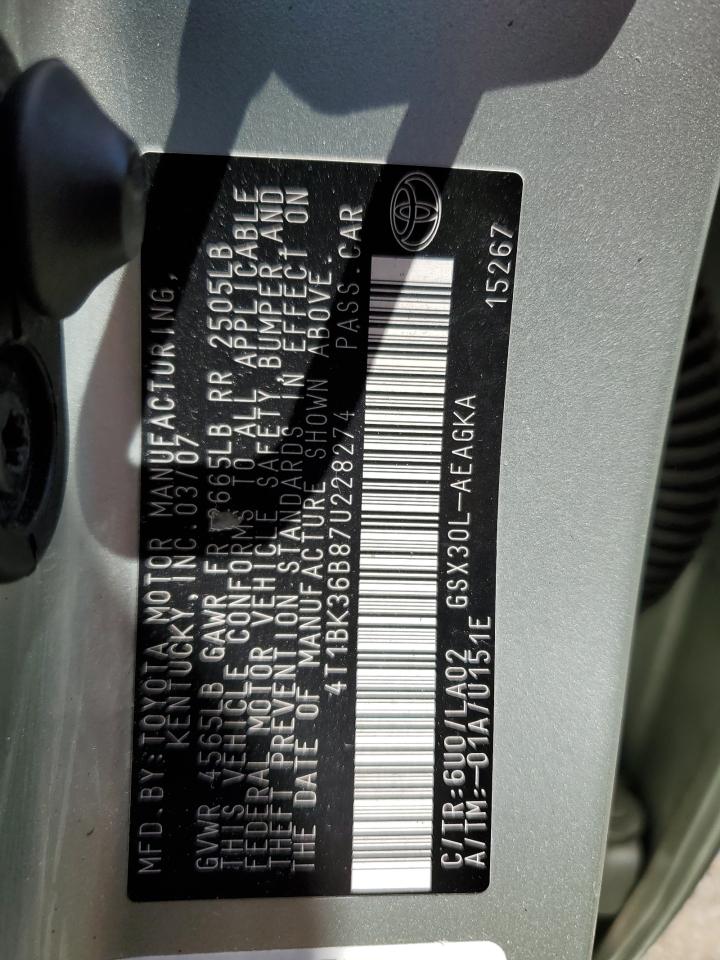 MFD.BY:TOYOTA MOTOR MANUFACTURING,
KENTUCKY,INC.03/07
GVWR 4565LB GAWR FR 2665LB RR 2505LB
THIS VEHICLE CONFORMS TO ALL APPLICABLE
FEDERAL MOTOR VEHICLE SAFETY,BUMPER,AND
THEFT PREVENTION STANDARDS IN EFFECT ON
THE DATE OF MANUFACTURE SHOWN ABOVE.
4T1BK36B87U228274 PASS.CAR
C/TR:6U0/LA02 GSX30L-AEAGKA
A/TM:-01A/U151E 15267